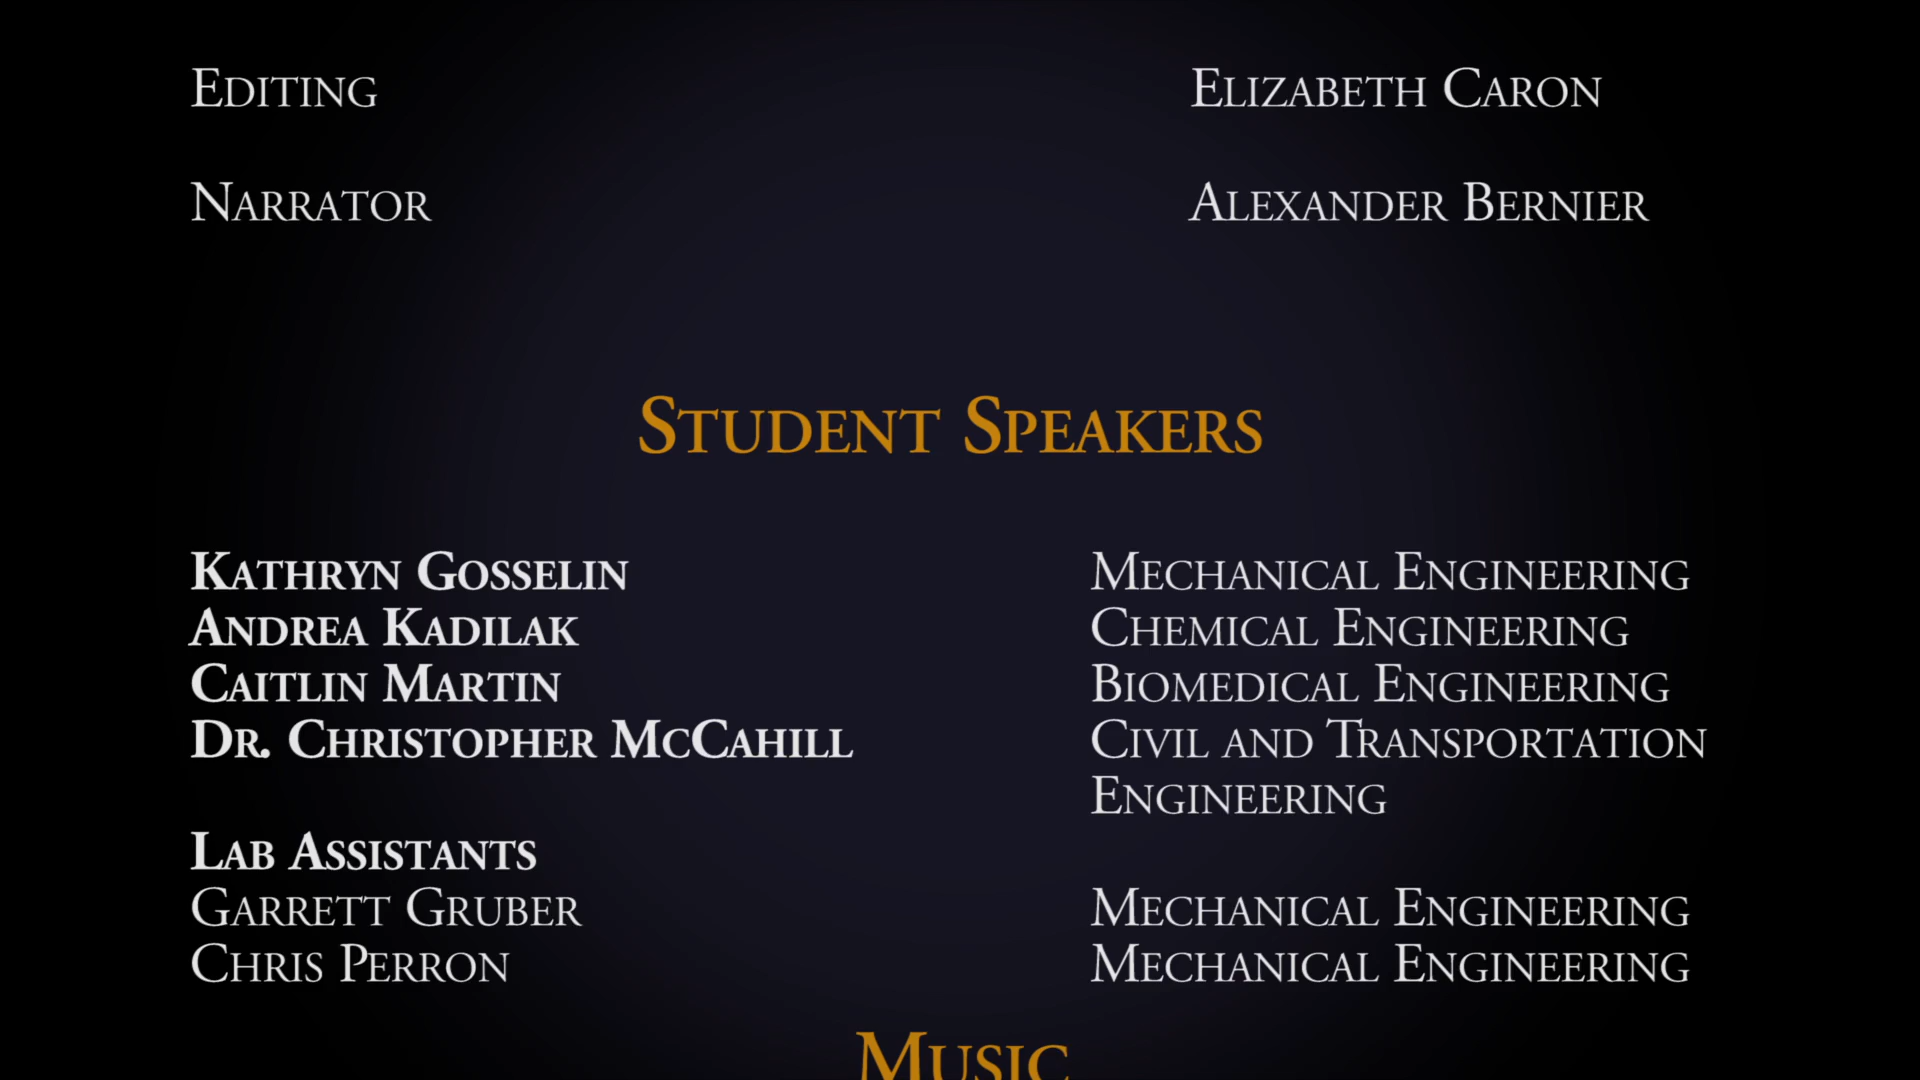 Editing Elizabeth Caron
Narrator Alexander Bernier
Student Speakers
Kathryn Gosselin Mechanical Engineering
Andrea Kadilak Chemical Engineering
Caitlin Martin Biomedical Engineering
Dr. Christopher McCahill Civil and Transportation
Engineering
Lab Assistants
Garrett Gruber Mechanical Engineering
Chris Perron Mechanical Engineering
Music